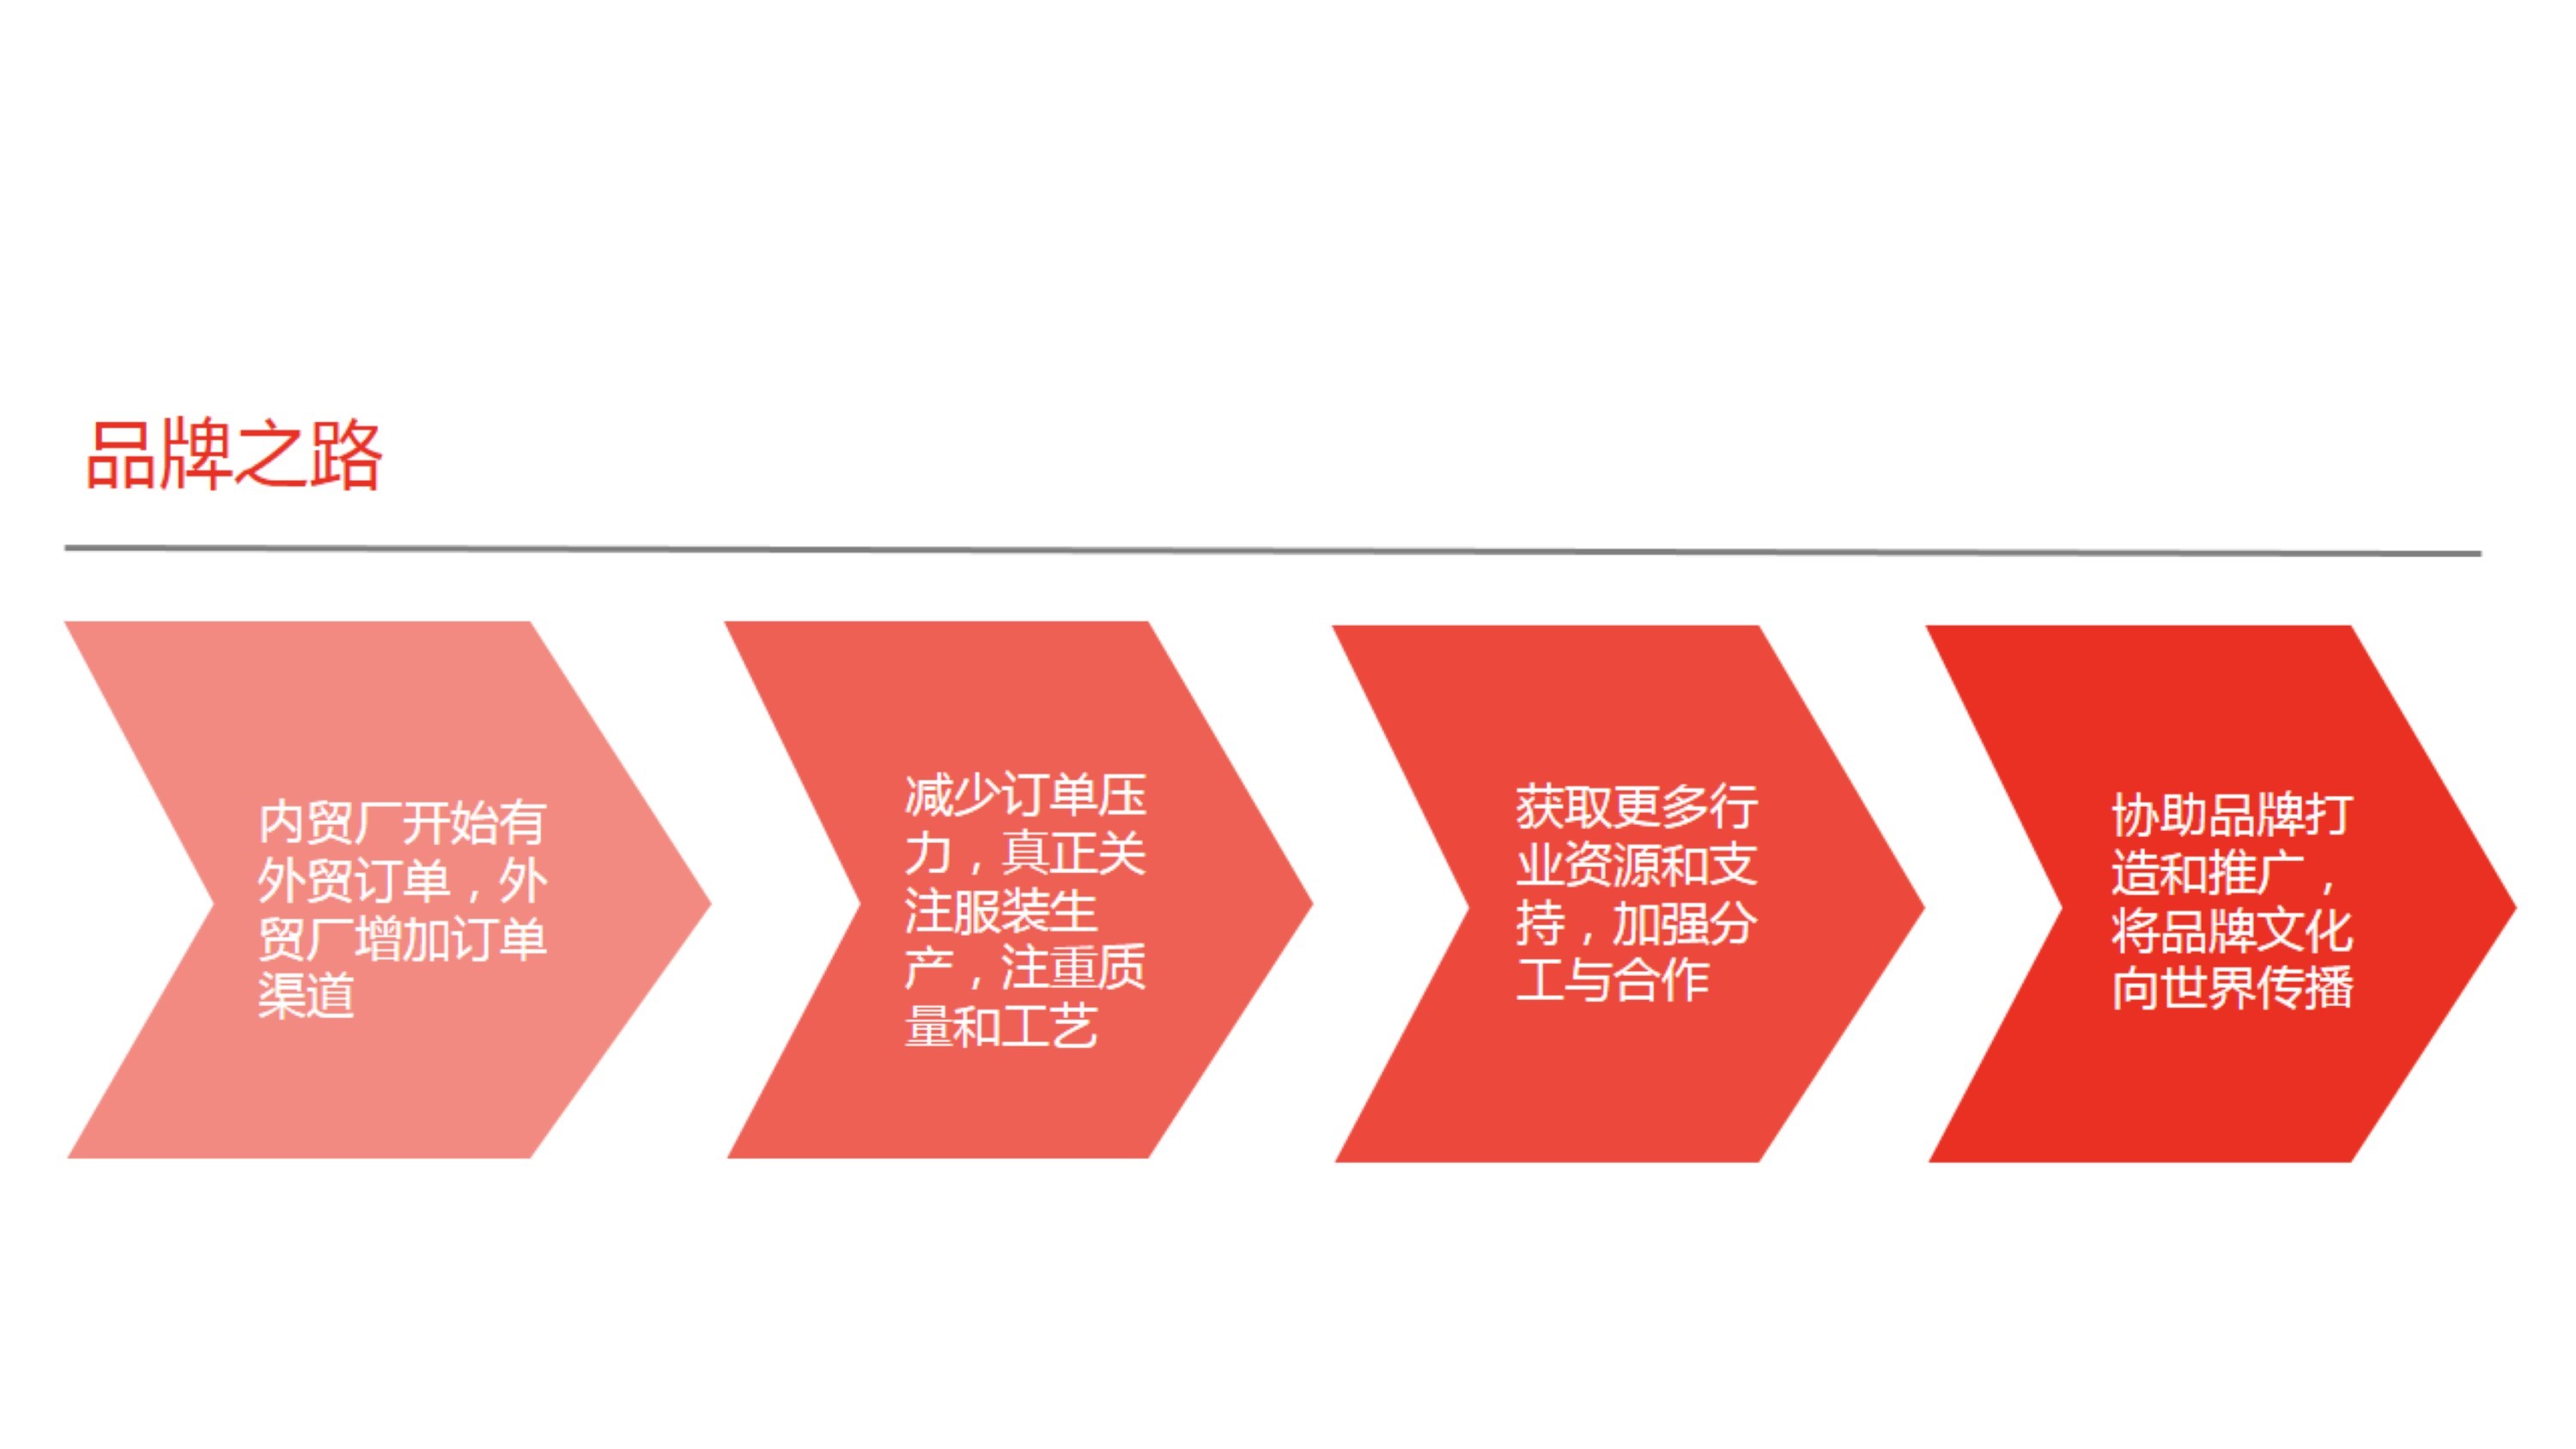 品牌之路
内贸厂开始有
外贸订单，外
贸厂增加订单
渠道
减少订单压
力，真正关
注服装生
产，注重质
量和工艺
获取更多行
业资源和支
持，加强分
工与合作
协助品牌打
造和推广，
将品牌文化
向世界传播